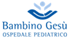 Bambino Gesù
OSPEDALE PEDIATRICO